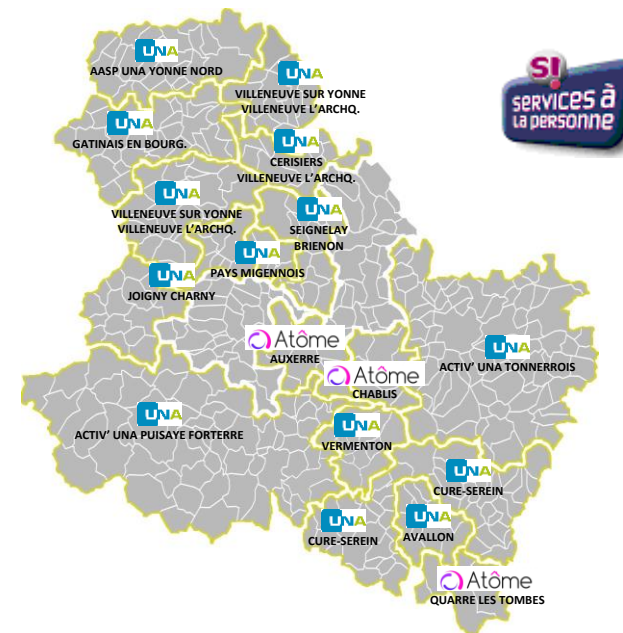 UNA
AASP UNA YONNE NORD
S!
SERVICES à
La PERSONNE
UNA
VILLENEUVE SUR YONNE
VILLENEUVE L'ARCHQ.
UNA
GATINAIS EN BOURG.
UNA
CERISIERS
VILLENEUVE L'ARCHQ.
UNA
VILLENEUVE SUR YONNE
VILLENEUVE L'ARCHQ.
UNA
SEIGNELAY
BRIENON
UNA
PAYS MIGENNOIS
UNA
JOIGNY CHARNY
Atôme
AUXERRE
UNA
ACTIV' UNA TONNERROIS
Atôme
CHABLIS
UNA
ACTIV' UNA PUISAYE FORTERRE
UNA
VERMENTON
UNA
CURE-SEREIN
UNA
CURE-SEREIN
UNA
AVALLON
Atôme
QUARRE LES TOMBES